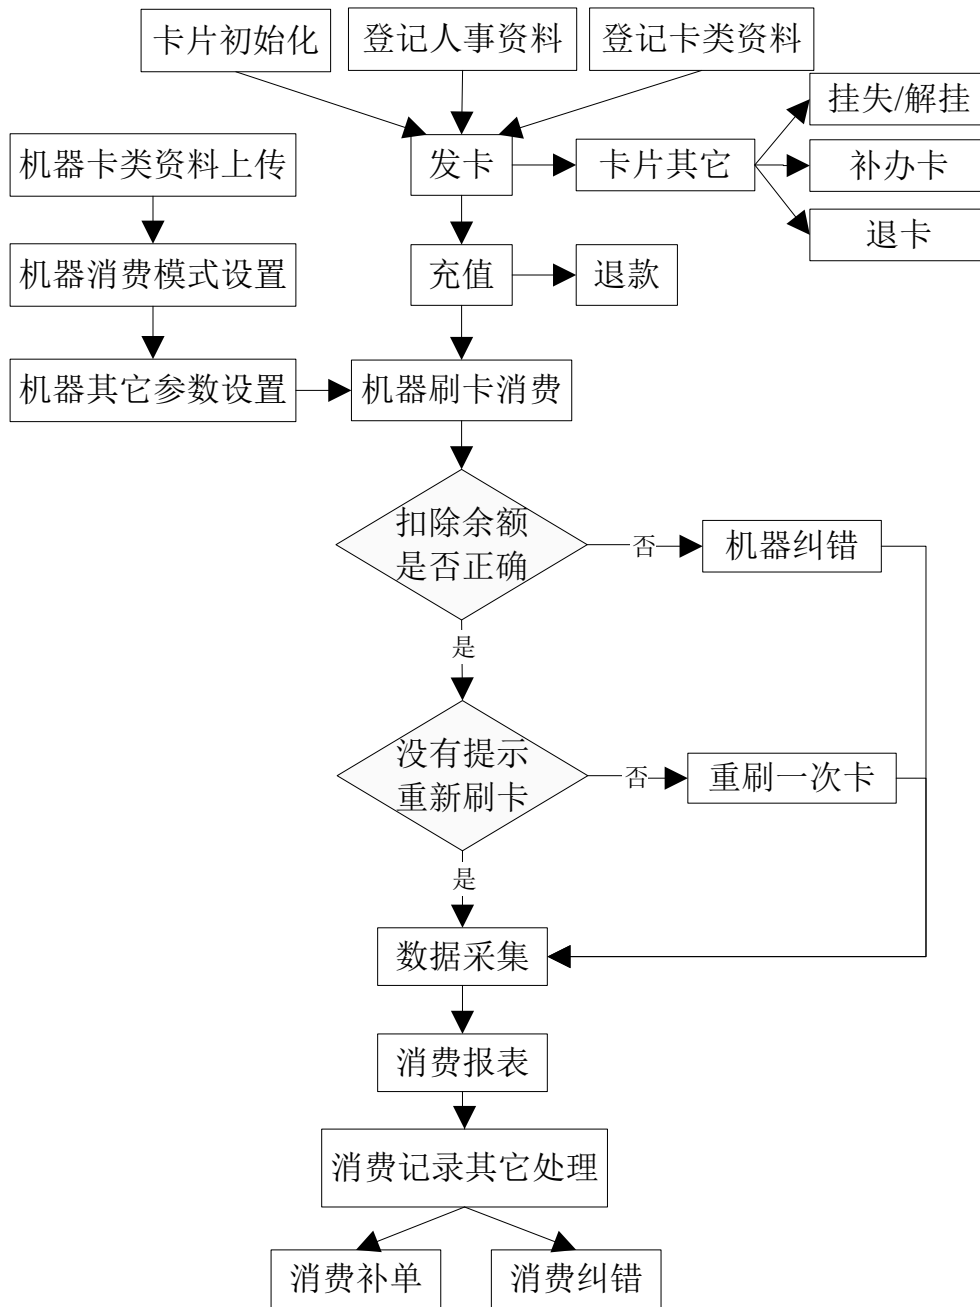 卡片初始化
登记人事资料
登记卡类资料
挂失/解挂
机器卡类资料上传
发卡
卡片其它
补办卡
退卡
机器消费模式设置
充值
退款
机器其它参数设置
机器刷卡消费
扣除余额
是否正确
否
机器纠错
是
没有提示
重新刷卡
否
重刷一次卡
是
数据采集
消费报表
消费记录其它处理
消费补单
消费纠错